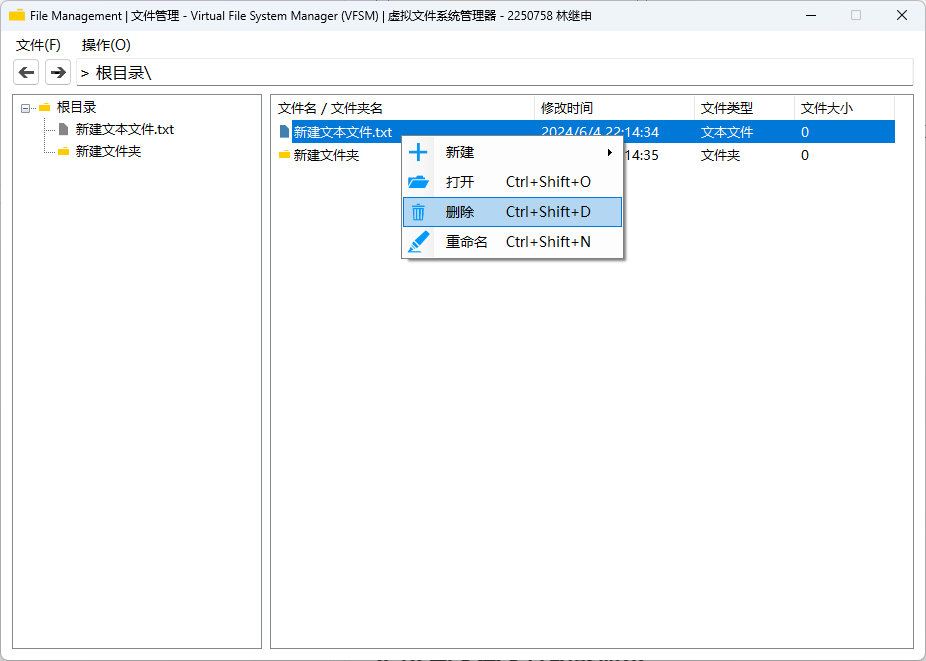 File Management | 文件管理 - Virtual File System Manager (VFSM) | 虚拟文件系统管理器 - 2250758 林继申
文件(F) 操作(O)
> 根目录\
根目录
新建文本文件.txt
新建文件夹
文件名 / 文件夹名 修改时间 文件类型 文件大小
新建文本文件.txt 2024/6/4 22:14:34 文本文件 0
新建文件夹 14:35 文件夹 0
新建
打开 Ctrl+Shift+O
删除 Ctrl+Shift+D
重命名 Ctrl+Shift+N